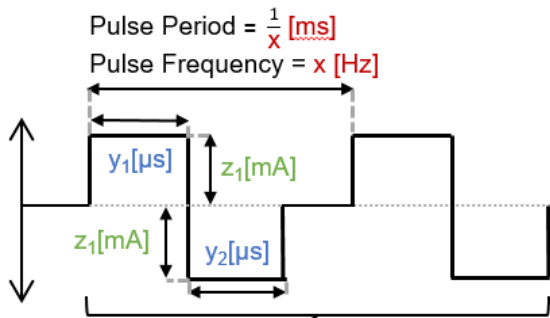 Pulse Period = 1/x [ms]
Pulse Frequency = x [Hz]
y₁[µs]
z₁[mA]
z₁[mA]
y₂[µs]